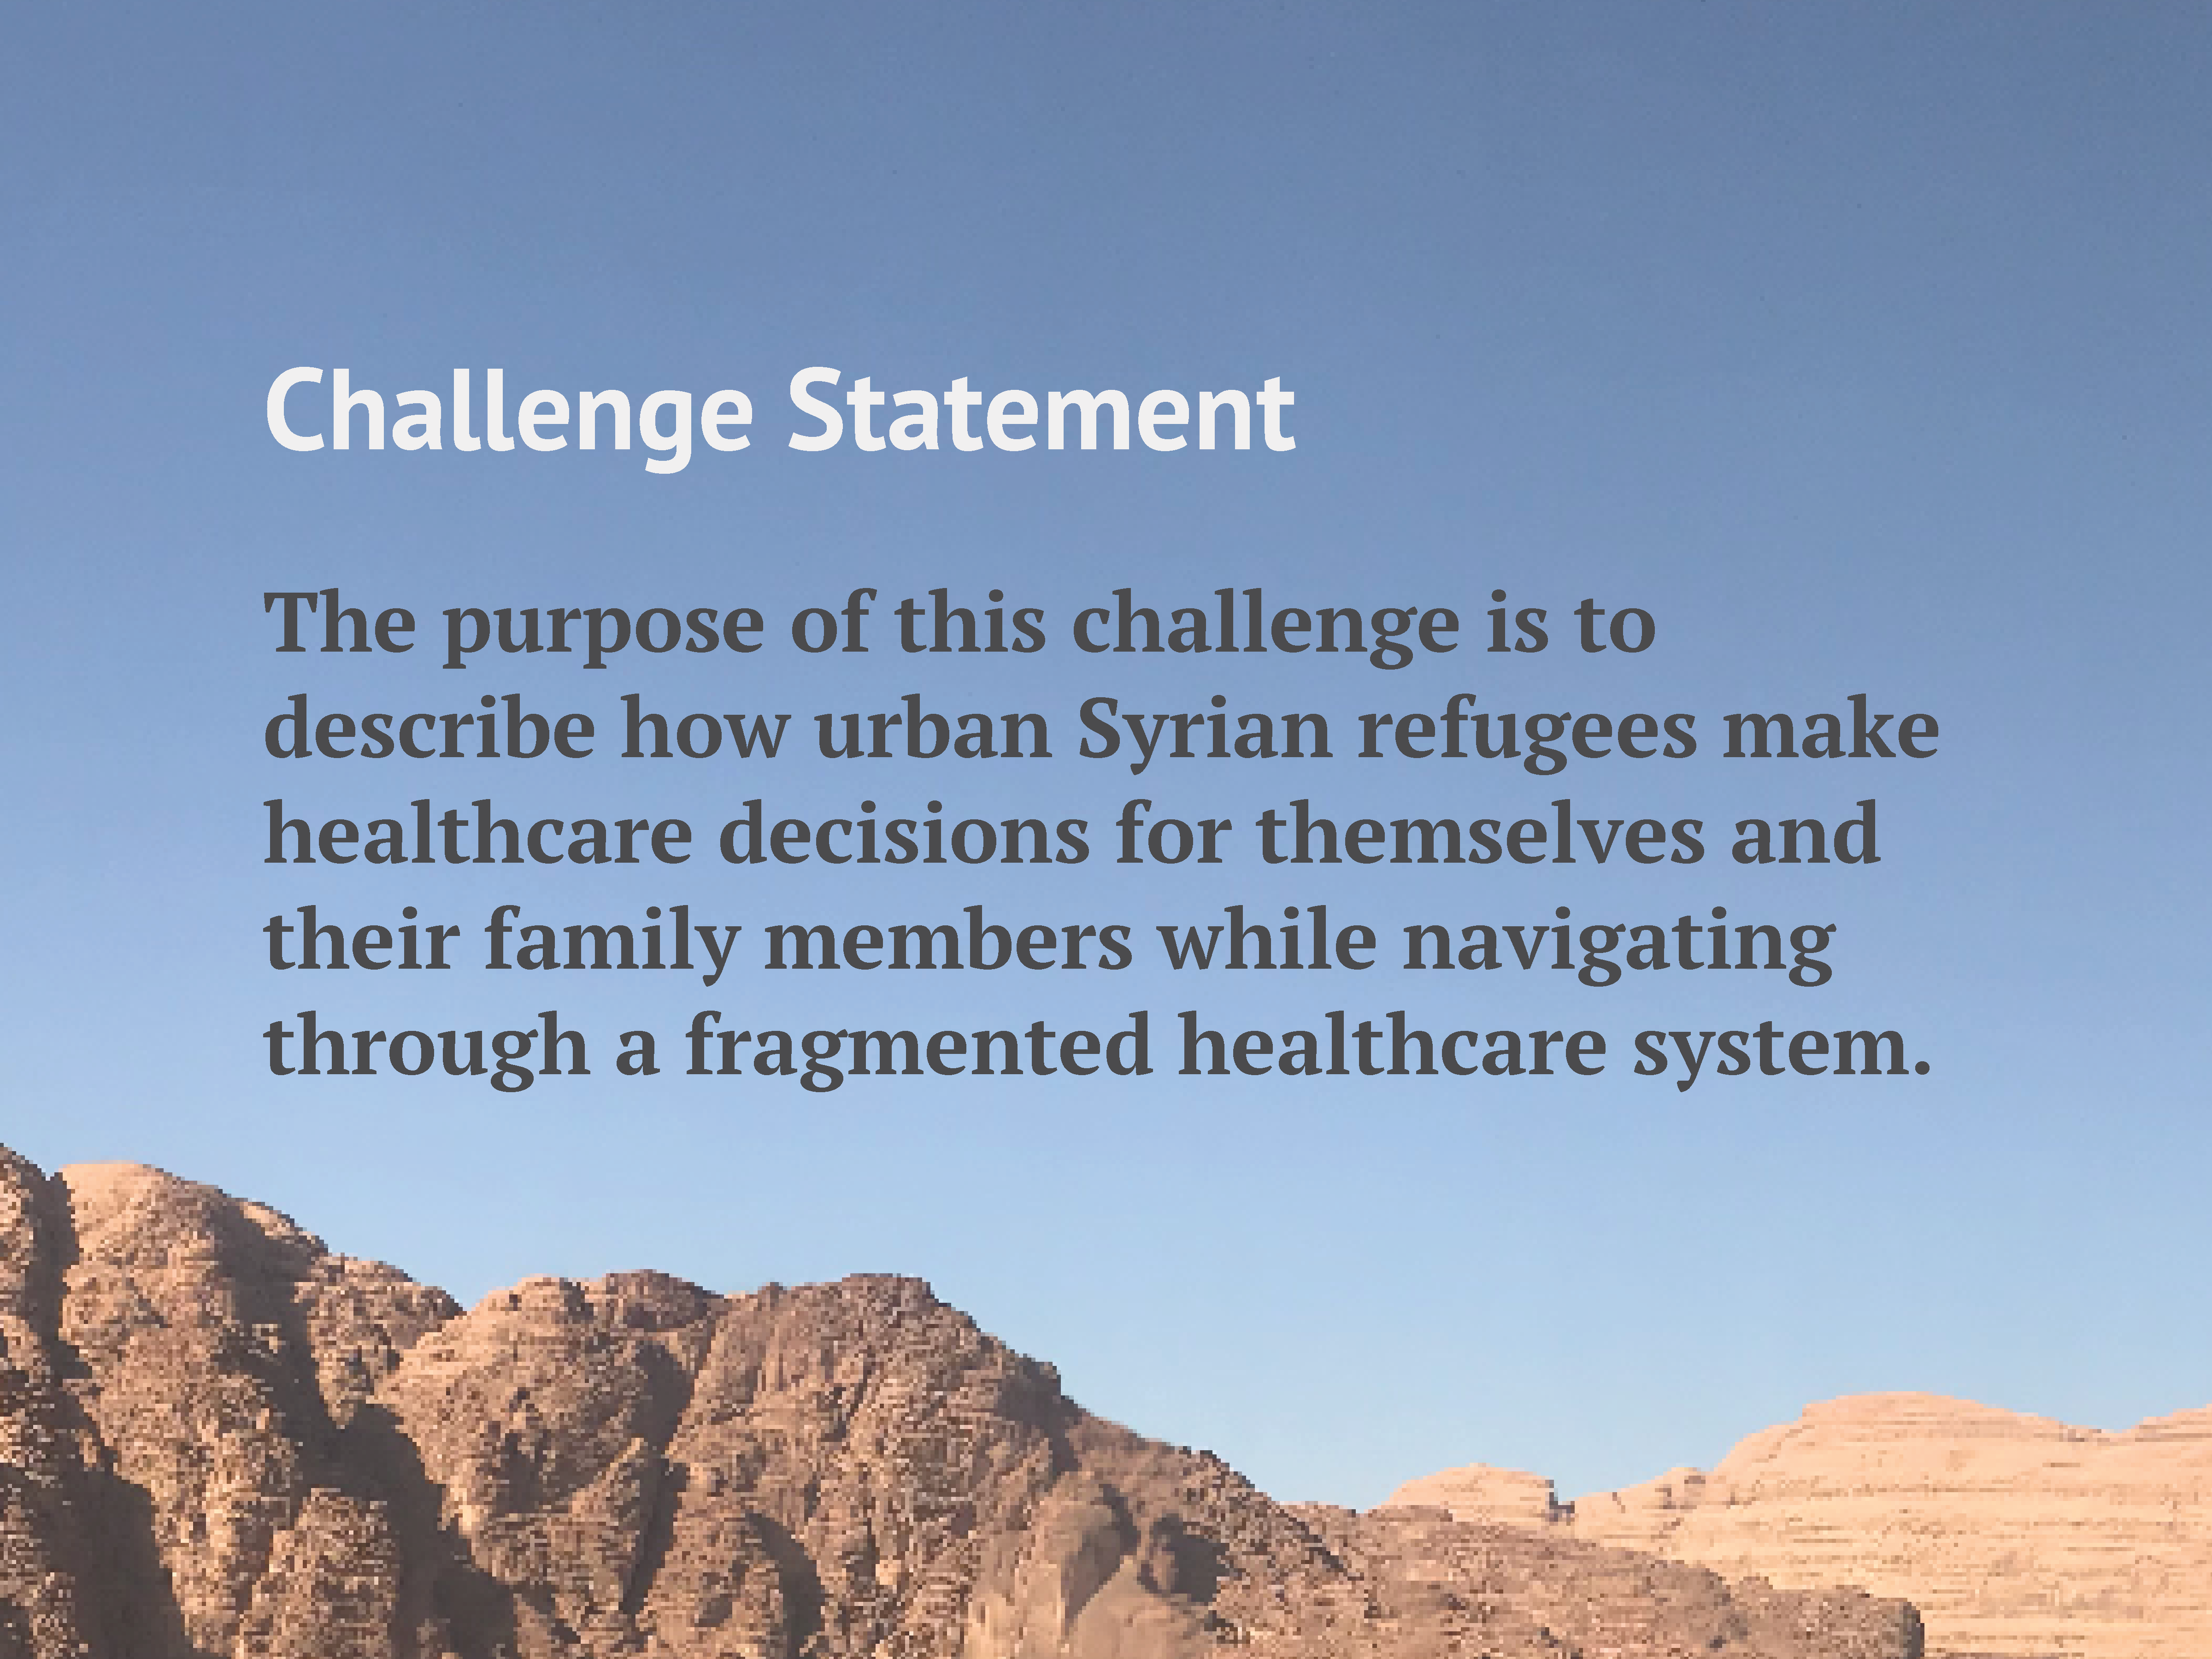 Challenge Statement
The purpose of this challenge is to
describe how urban Syrian refugees make
healthcare decisions for themselves and
their family members while navigating
through a fragmented healthcare system.